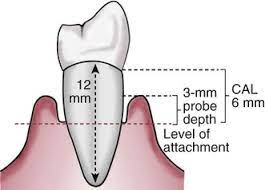 12
mm
3-mm
probe
depth
CAL
6 mm
Level of
attachment